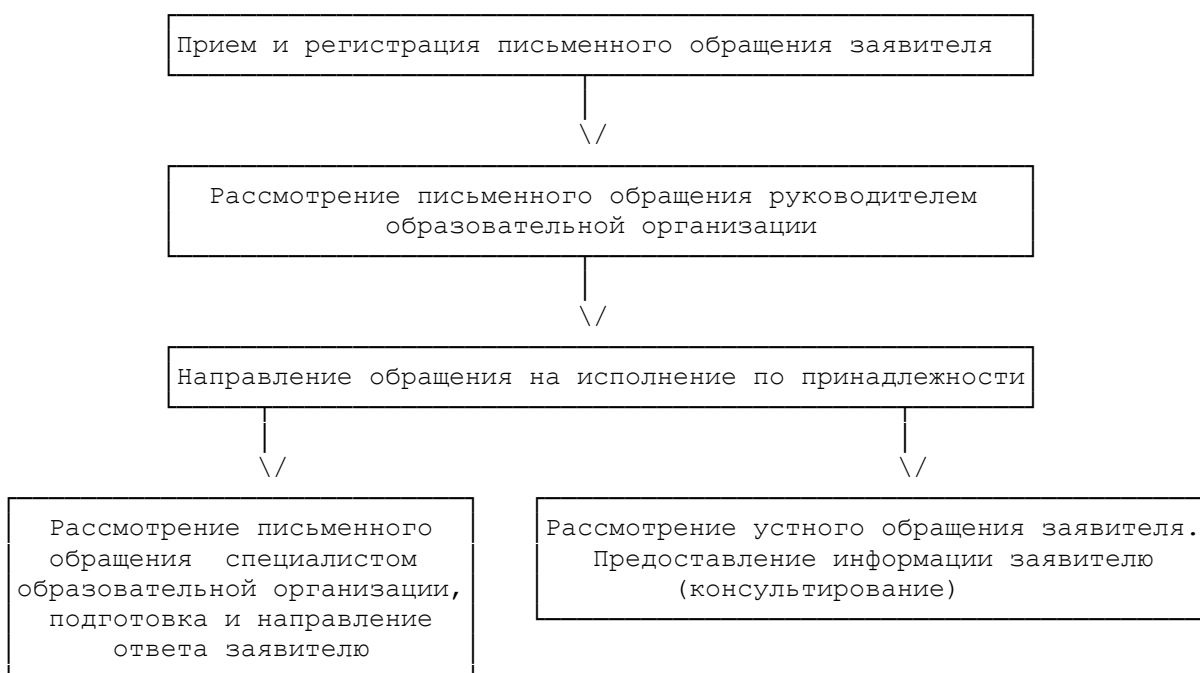 Прием и регистрация письменного обращения заявителя
Рассмотрение письменного обращения руководителем
образовательной организации
Направление обращения на исполнение по принадлежности
Рассмотрение письменного
обращения специалистом
образовательной организации,
подготовка и направление
ответа заявителю
Рассмотрение устного обращения заявителя.
Предоставление информации заявителю
(консультирование)